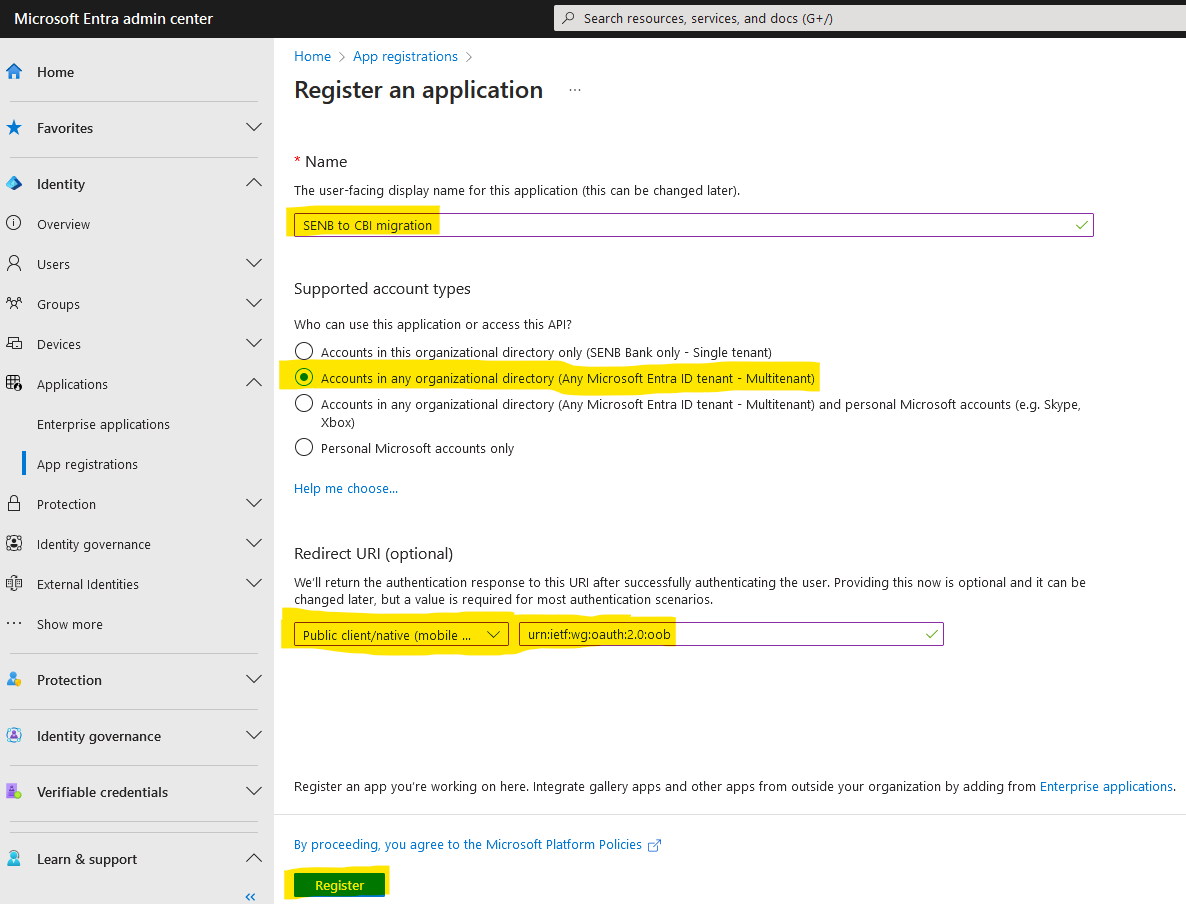 Microsoft Entra admin center
Search resources, services, and docs (G+/)
Home
Favorites
Identity
Overview
Users
Groups
Devices
Applications
Enterprise applications
App registrations
Protection
Identity governance
External Identities
Show more
Protection
Identity governance
Verifiable credentials
Learn & support
Home > App registrations >
Register an application ...
* Name
The user-facing display name for this application (this can be changed later).
SENB to CBI migration
Supported account types
Who can use this application or access this API?
Accounts in this organizational directory only (SENB Bank only - Single tenant)
Accounts in any organizational directory (Any Microsoft Entra ID tenant - Multitenant)
Accounts in any organizational directory (Any Microsoft Entra ID tenant - Multitenant) and personal Microsoft accounts (e.g. Skype,
Xbox)
Personal Microsoft accounts only
Help me choose...
Redirect URI (optional)
We'll return the authentication response to this URI after successfully authenticating the user. Providing this now is optional and it can be
changed later, but a value is required for most authentication scenarios.
Public client/native (mobile ...
urn:ietf:wg:oauth:2.0:oob
Register an app you're working on here. Integrate gallery apps and other apps from outside your organization by adding from Enterprise applications.
By proceeding, you agree to the Microsoft Platform Policies
Register